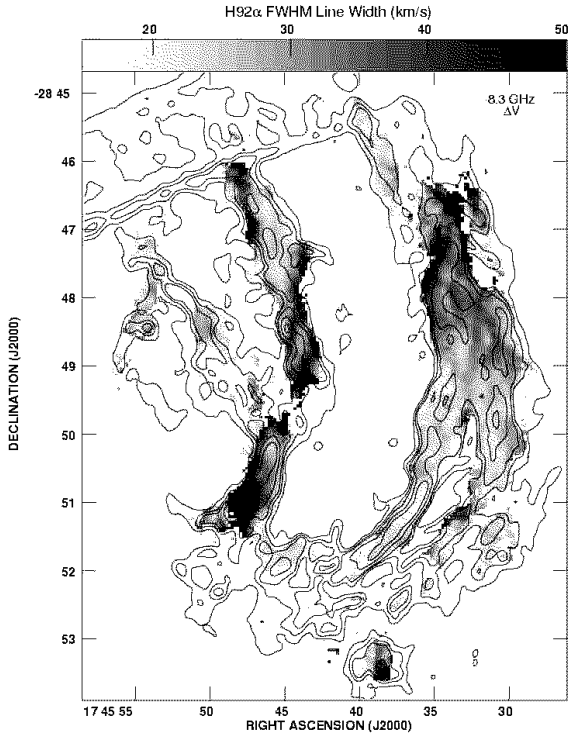 H92α FWHM Line Width (km/s)
20 30 40 50
-28 45
8.3 GHz
ΔV
46
47
48
49
50
51
52
53
DECLINATION (J2000)
17 45 55 50 45 40 35 30
RIGHT ASCENSION (J2000)